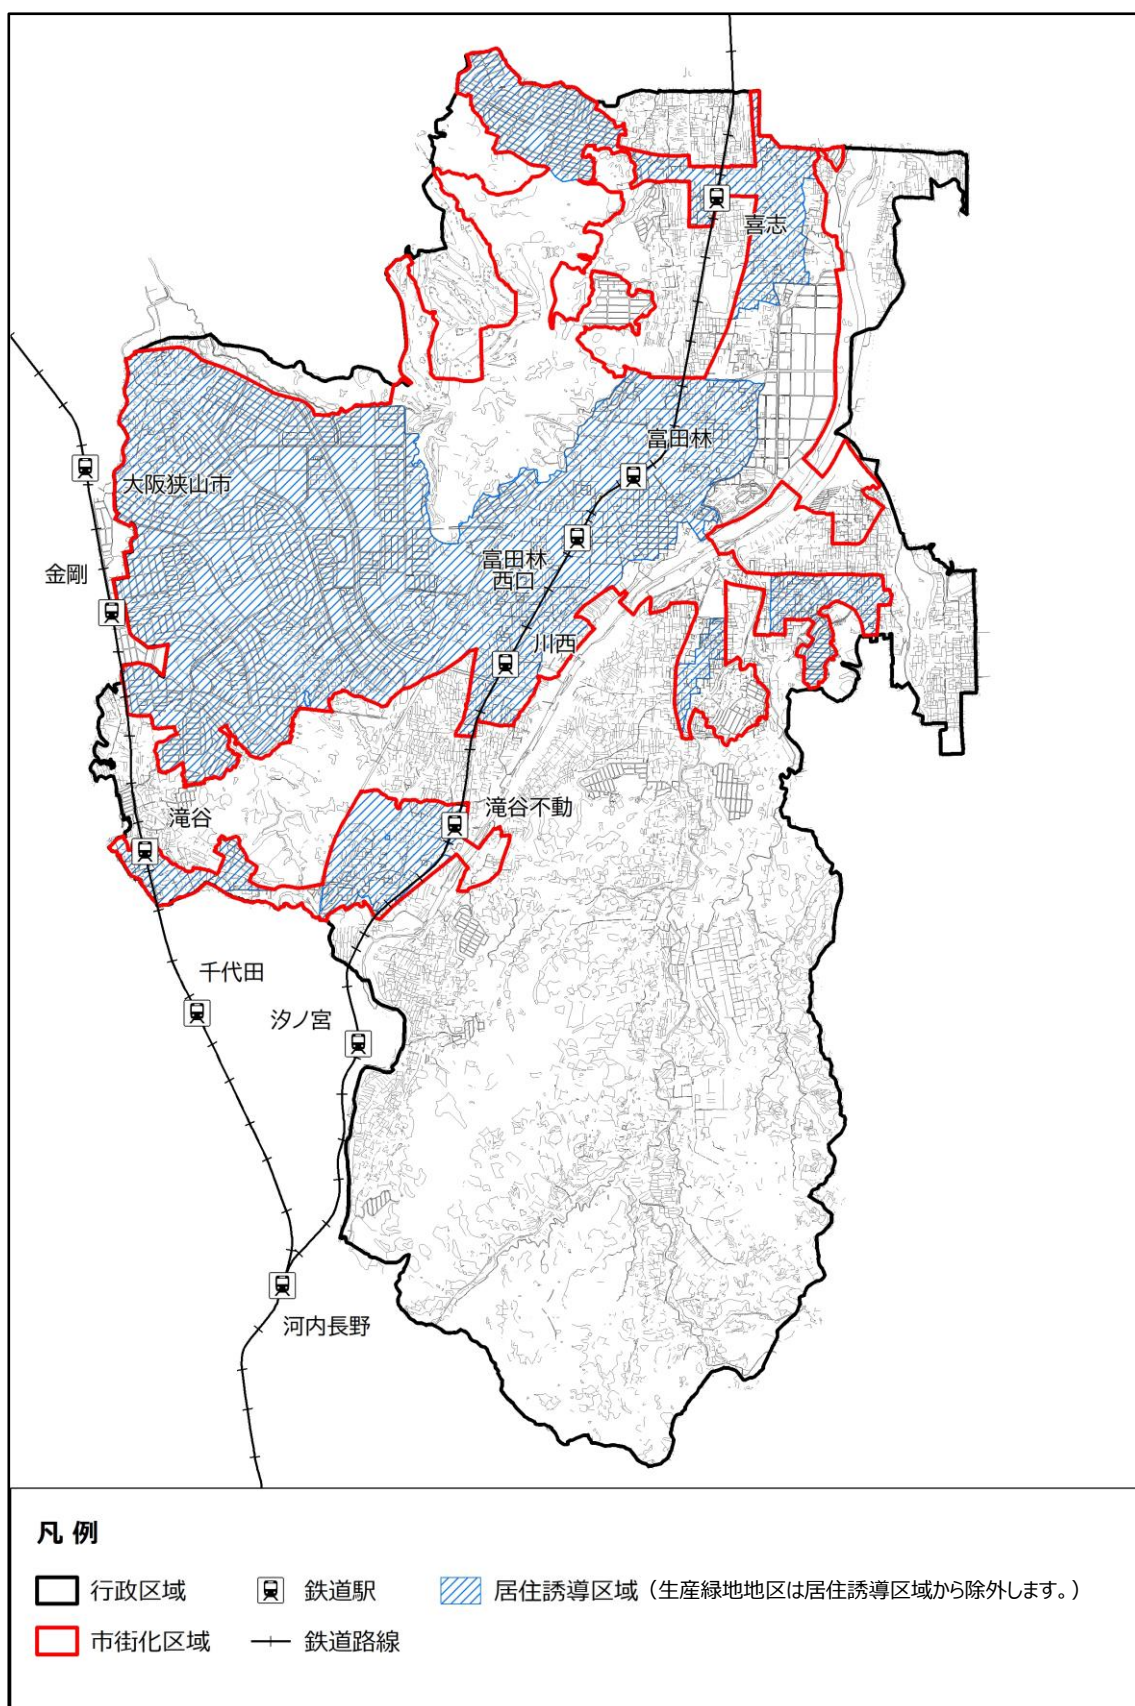 喜志
富田林
大阪狭山市
富田林
西口
金剛
川西
滝谷不動
滝谷
千代田
汐ノ宮
河内長野
凡例
行政区域
鉄道駅
居住誘導区域（生産緑地地区は居住誘導区域から除外します。）
市街化区域
鉄道路線